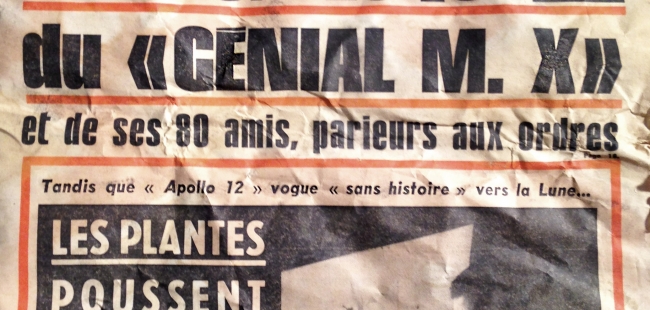 du «GÉNIAL M. X»
et de ses 80 amis, parieurs aux ordres
Tandis que « Apollo 12 » vogue « sans histoire » vers la Lune...
LES PLANTES
POUSSENT